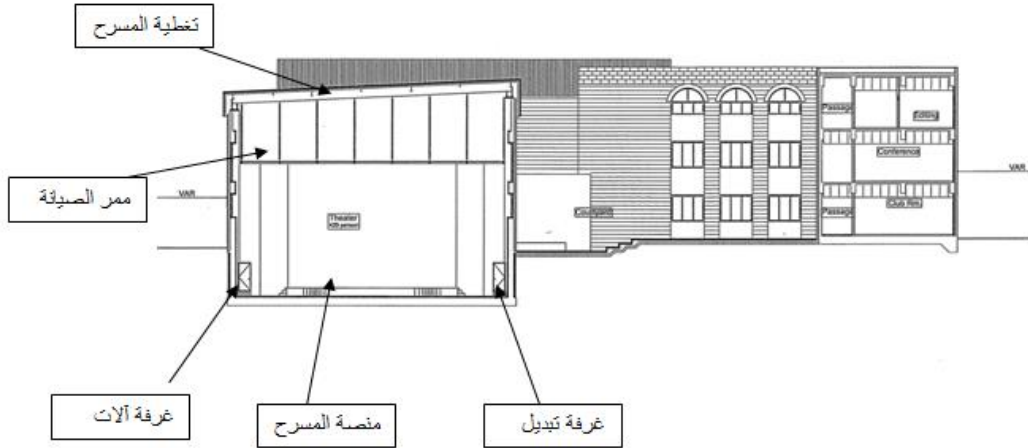 تغطية المسرح
Passage
Editing
Conference
ممر الصيانة
VAR
VAR
Theater
Courtyard
Passage
Club Rm.
غرفة آلات
منصة المسرح
غرفة تبديل